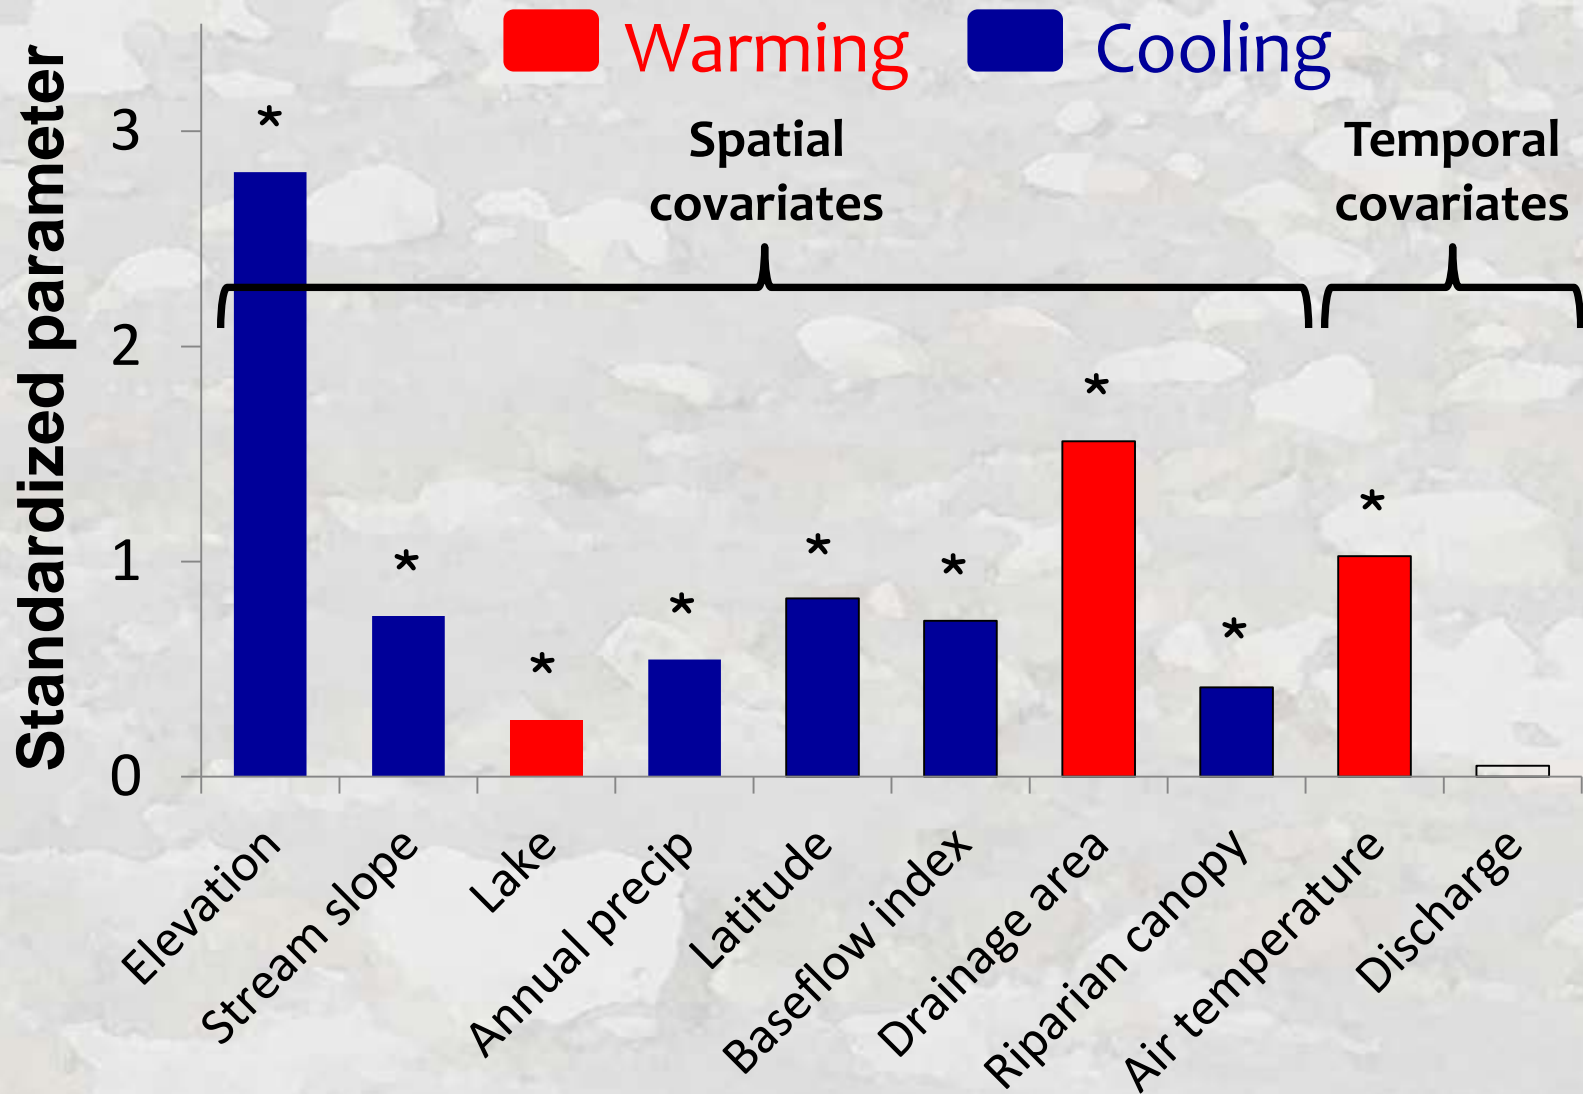 Warming
Cooling
Spatial
covariates
Temporal
covariates
Standardized parameter
3
2
1
0
*
*
*
*
*
*
*
*
*
Elevation
Stream slope
Lake
Annual precip
Latitude
Baseflow index
Drainage area
Riparian canopy
Air temperature
Discharge